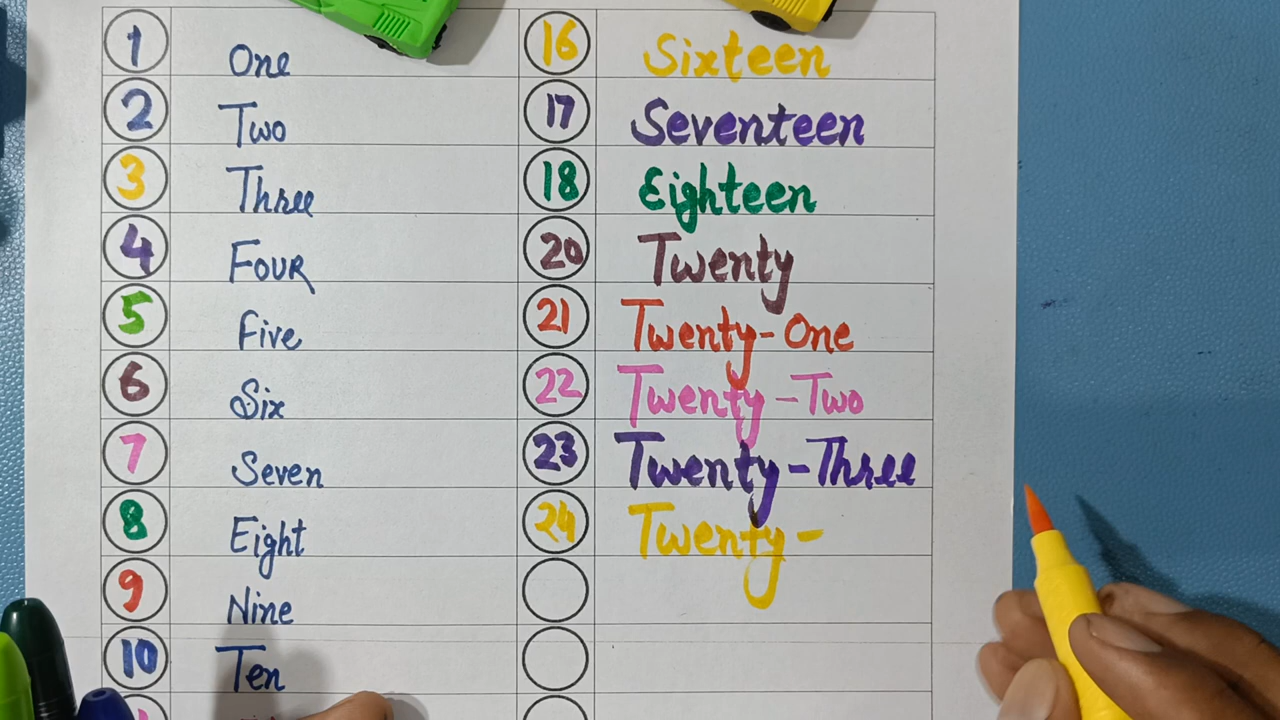 1 One
2 Two
3 Three
4 FOUR
5 Five
6 Six
7 Seven
8 Eight
9 Nine
10 Ten
16 Sixteen
17 Seventeen
18 Eighteen
20 Twenty
21 Twenty-One
22 Twenty-Two
23 Twenty-Three
24 Twenty-